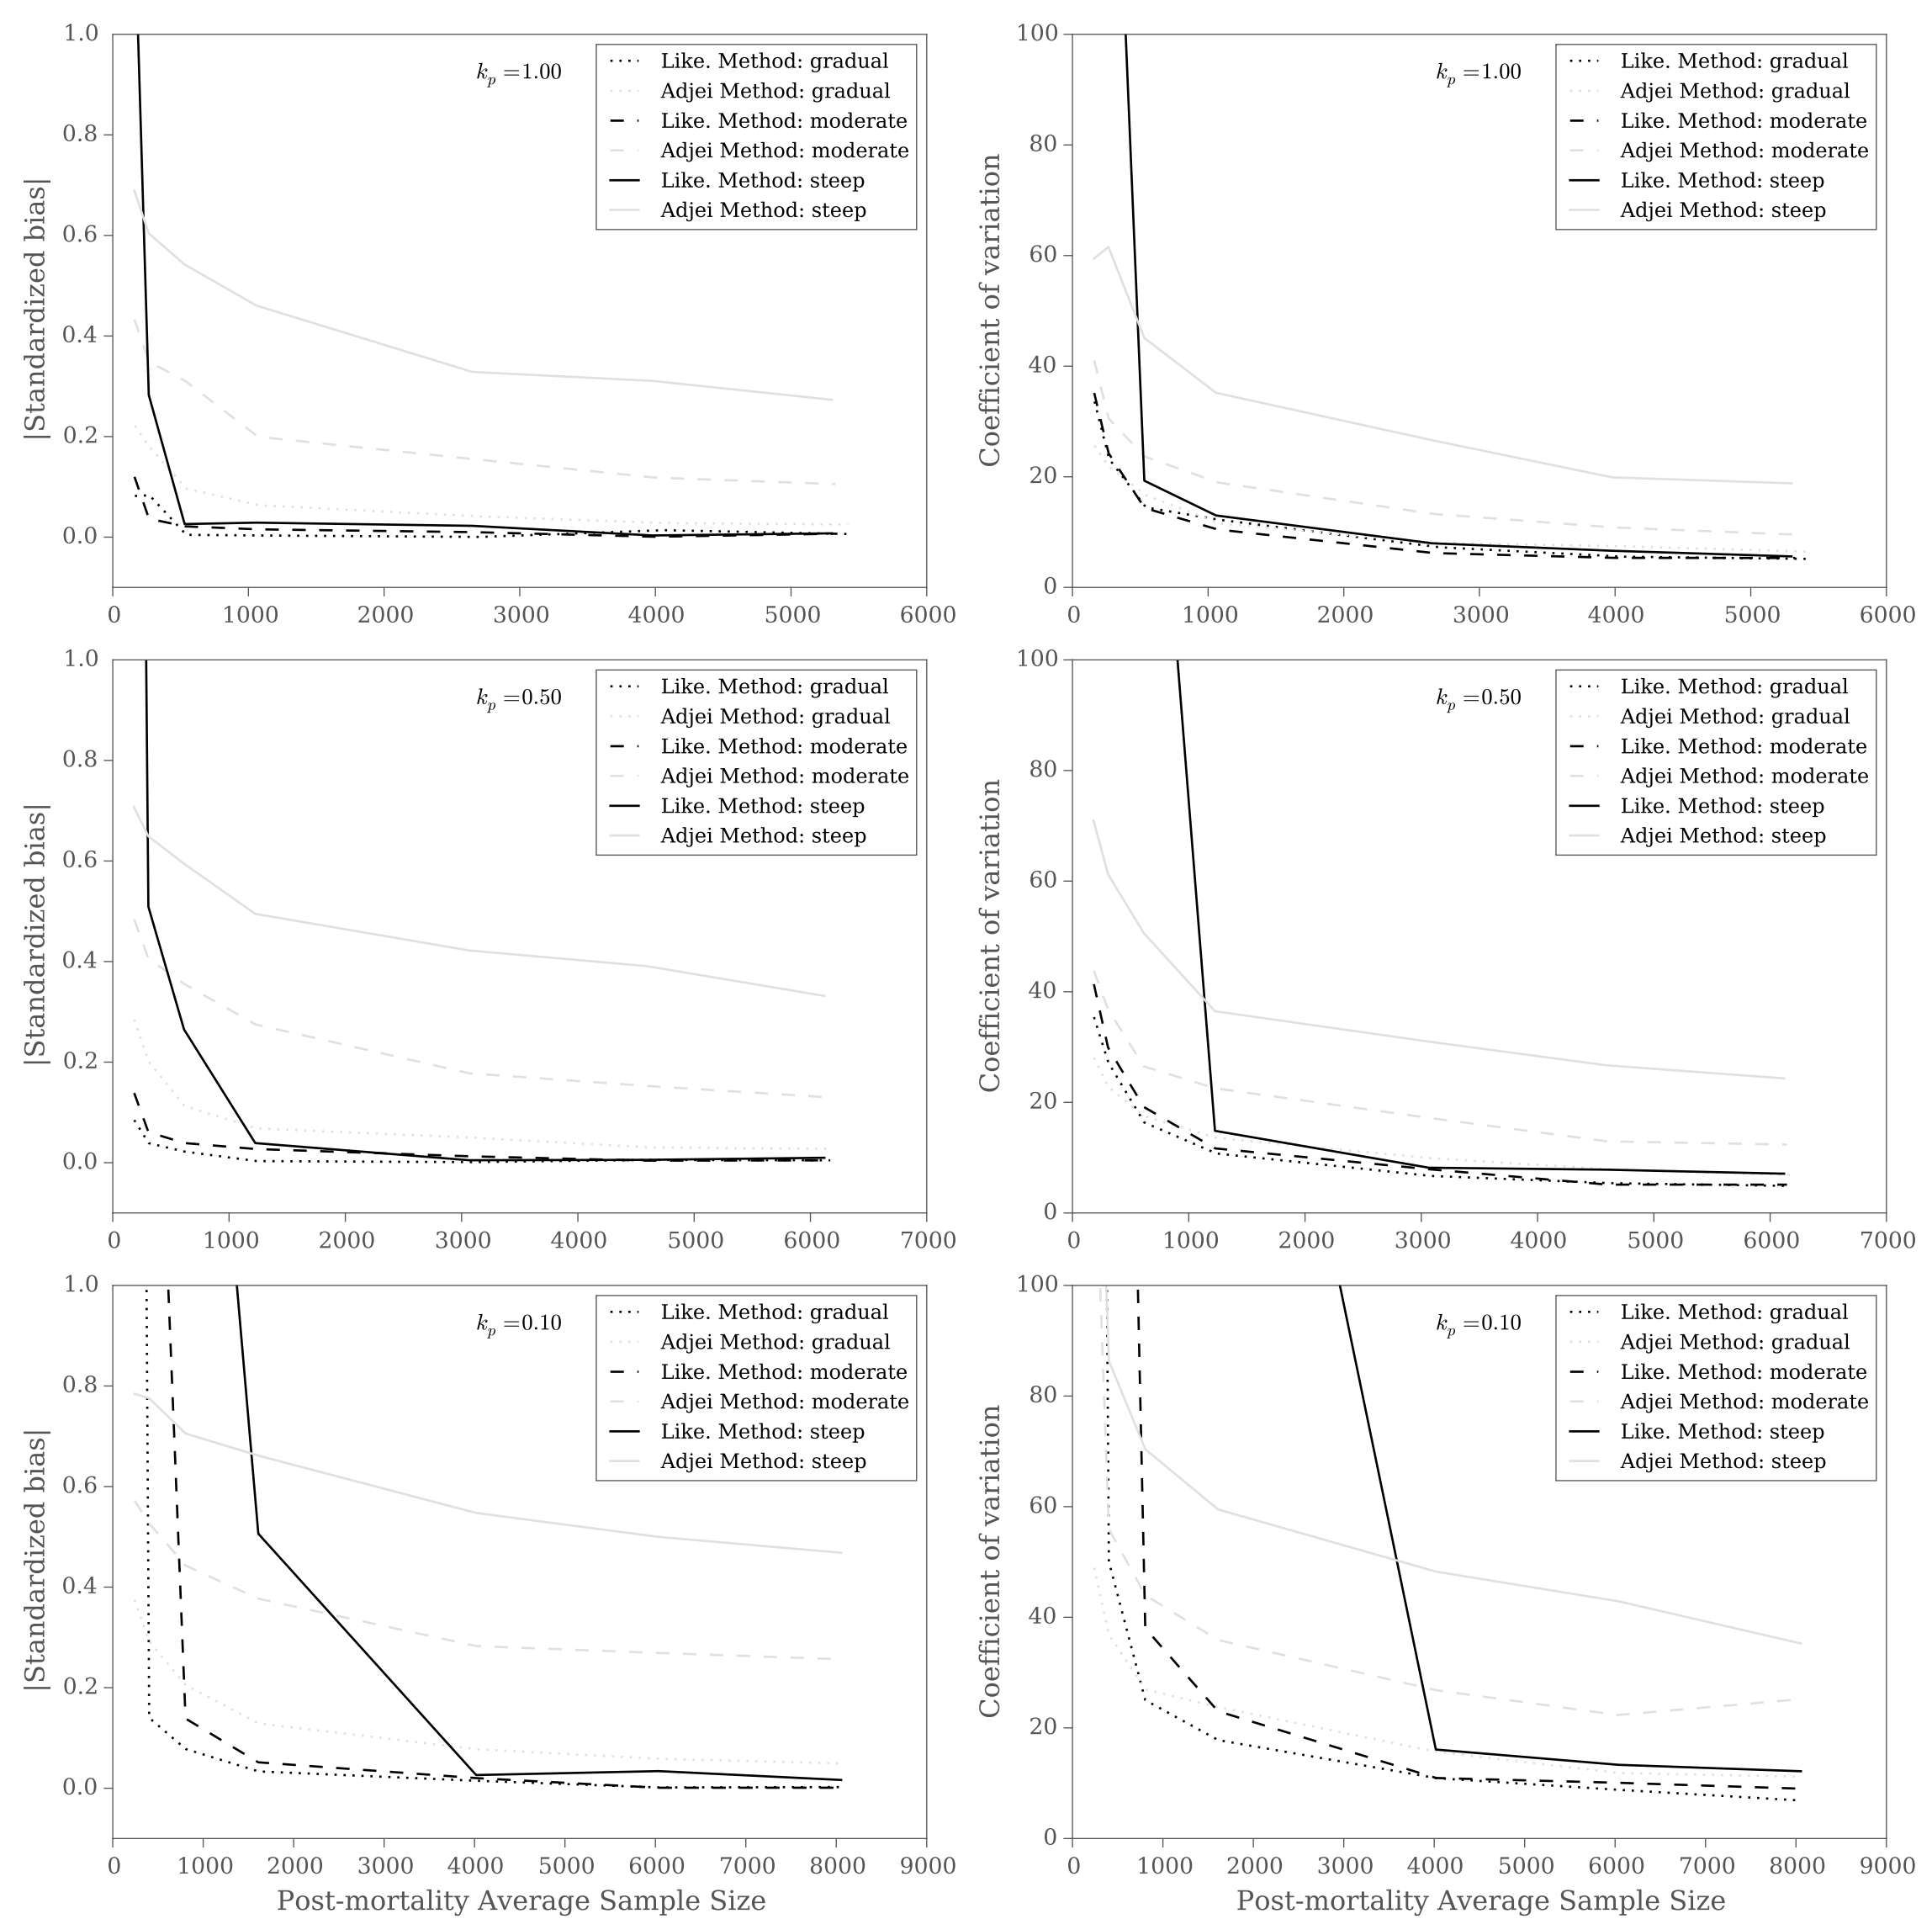 |Standardized bias|
1.0
0.8
0.6
0.4
0.2
0.0
k_p =1.00
Like. Method: gradual
Adjei Method: gradual
Like. Method: moderate
Adjei Method: moderate
Like. Method: steep
Adjei Method: steep
0 1000 2000 3000 4000 5000 6000
Coefficient of variation
100
80
60
40
20
0
k_p =1.00
Like. Method: gradual
Adjei Method: gradual
Like. Method: moderate
Adjei Method: moderate
Like. Method: steep
Adjei Method: steep
0 1000 2000 3000 4000 5000 6000
|Standardized bias|
1.0
0.8
0.6
0.4
0.2
0.0
k_p =0.50
Like. Method: gradual
Adjei Method: gradual
Like. Method: moderate
Adjei Method: moderate
Like. Method: steep
Adjei Method: steep
0 1000 2000 3000 4000 5000 6000 7000
Coefficient of variation
100
80
60
40
20
0
k_p =0.50
Like. Method: gradual
Adjei Method: gradual
Like. Method: moderate
Adjei Method: moderate
Like. Method: steep
Adjei Method: steep
0 1000 2000 3000 4000 5000 6000 7000
|Standardized bias|
1.0
0.8
0.6
0.4
0.2
0.0
k_p =0.10
Like. Method: gradual
Adjei Method: gradual
Like. Method: moderate
Adjei Method: moderate
Like. Method: steep
Adjei Method: steep
0 1000 2000 3000 4000 5000 6000 7000 8000 9000
Post-mortality Average Sample Size
Coefficient of variation
100
80
60
40
20
0
k_p =0.10
Like. Method: gradual
Adjei Method: gradual
Like. Method: moderate
Adjei Method: moderate
Like. Method: steep
Adjei Method: steep
0 1000 2000 3000 4000 5000 6000 7000 8000 9000
Post-mortality Average Sample Size